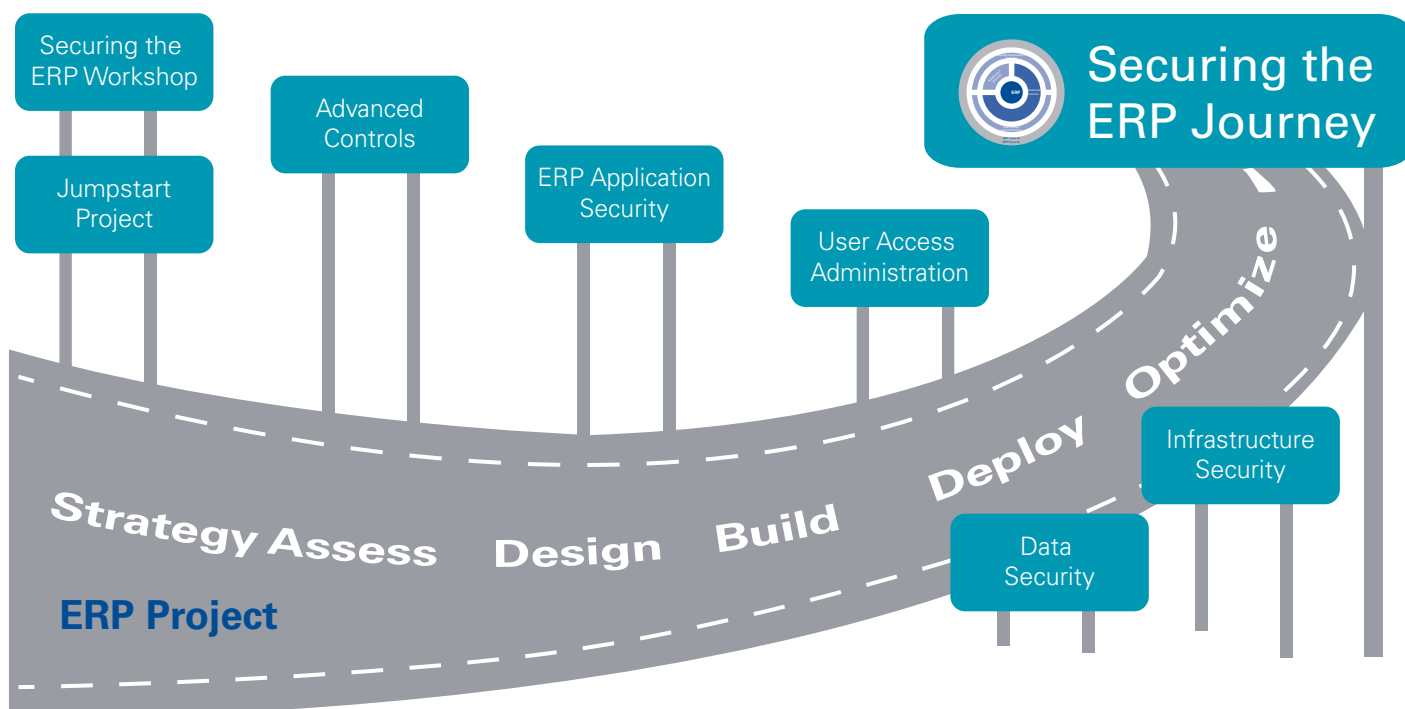 Securing the
ERP Workshop
Jumpstart
Project
Advanced
Controls
ERP Application
Security
User Access
Administration
ERP
Securing the
ERP Journey
Strategy Assess Design Build Deploy Optimize
ERP Project
Infrastructure
Security
Data
Security